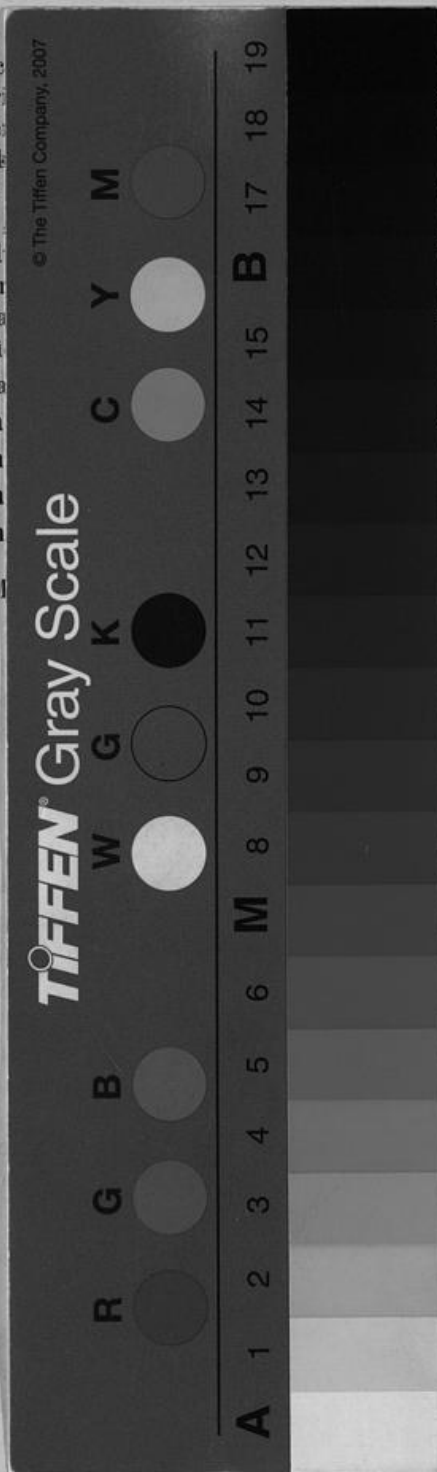 TIFFEN® Gray Scale
© The Tiffen Company, 2007
R G B W G K C Y M
A 1 2 3 4 5 6 M 8 9 10 11 12 13 14 15 B 17 18 19